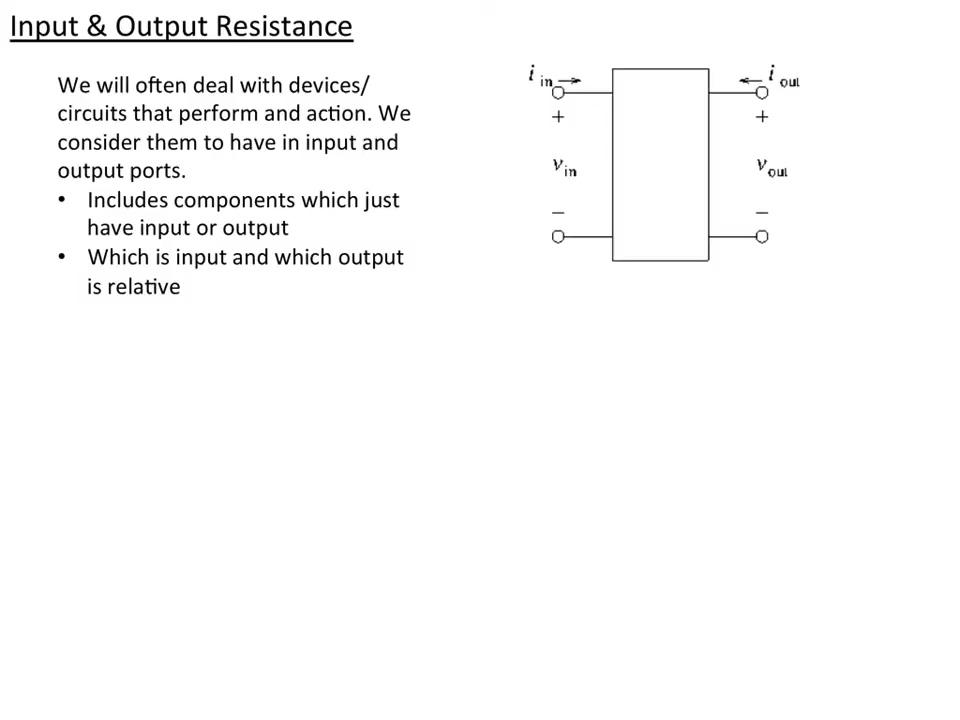 Input & Output Resistance
We will often deal with devices/
circuits that perform and action. We
consider them to have in input and
output ports.
• Includes components which just
have input or output
• Which is input and which output
is relative
i in
i out
+
+
v in
v out
−
−